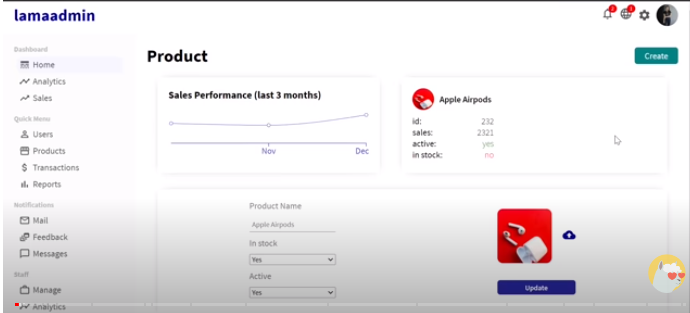 lamaadmin
2
2
Dashboard
Home
Analytics
Sales
Quick Menu
Users
Products
Transactions
Reports
Notifications
Mail
Feedback
Messages
Staff
Manage
Analytics
Product
Create
Sales Performance (last 3 months)
Nov Dec
Apple Airpods
id: 232
sales: 2321
active: yes
in stock: no
Product Name
Apple Airpods
In stock
Yes
Active
Yes
Update